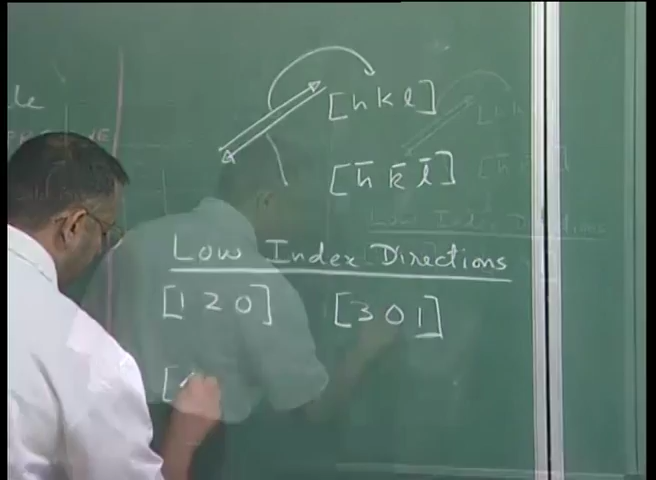 [h k l]
[h̄ k̄ l̄]
Low Index Directions
[1 2 0] [3 0 1]